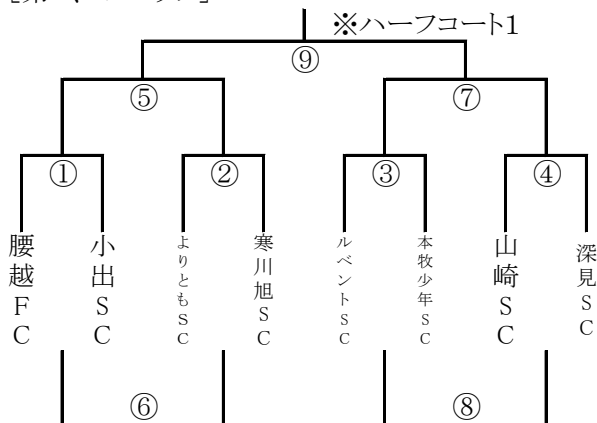 ※ハーフコート1
⑨
⑤
⑦
①
②
③
④
腰越FC
小出SC
よりともSC
寒川旭SC
ルベントSC
本牧少年SC
山崎SC
深見SC
⑥
⑧